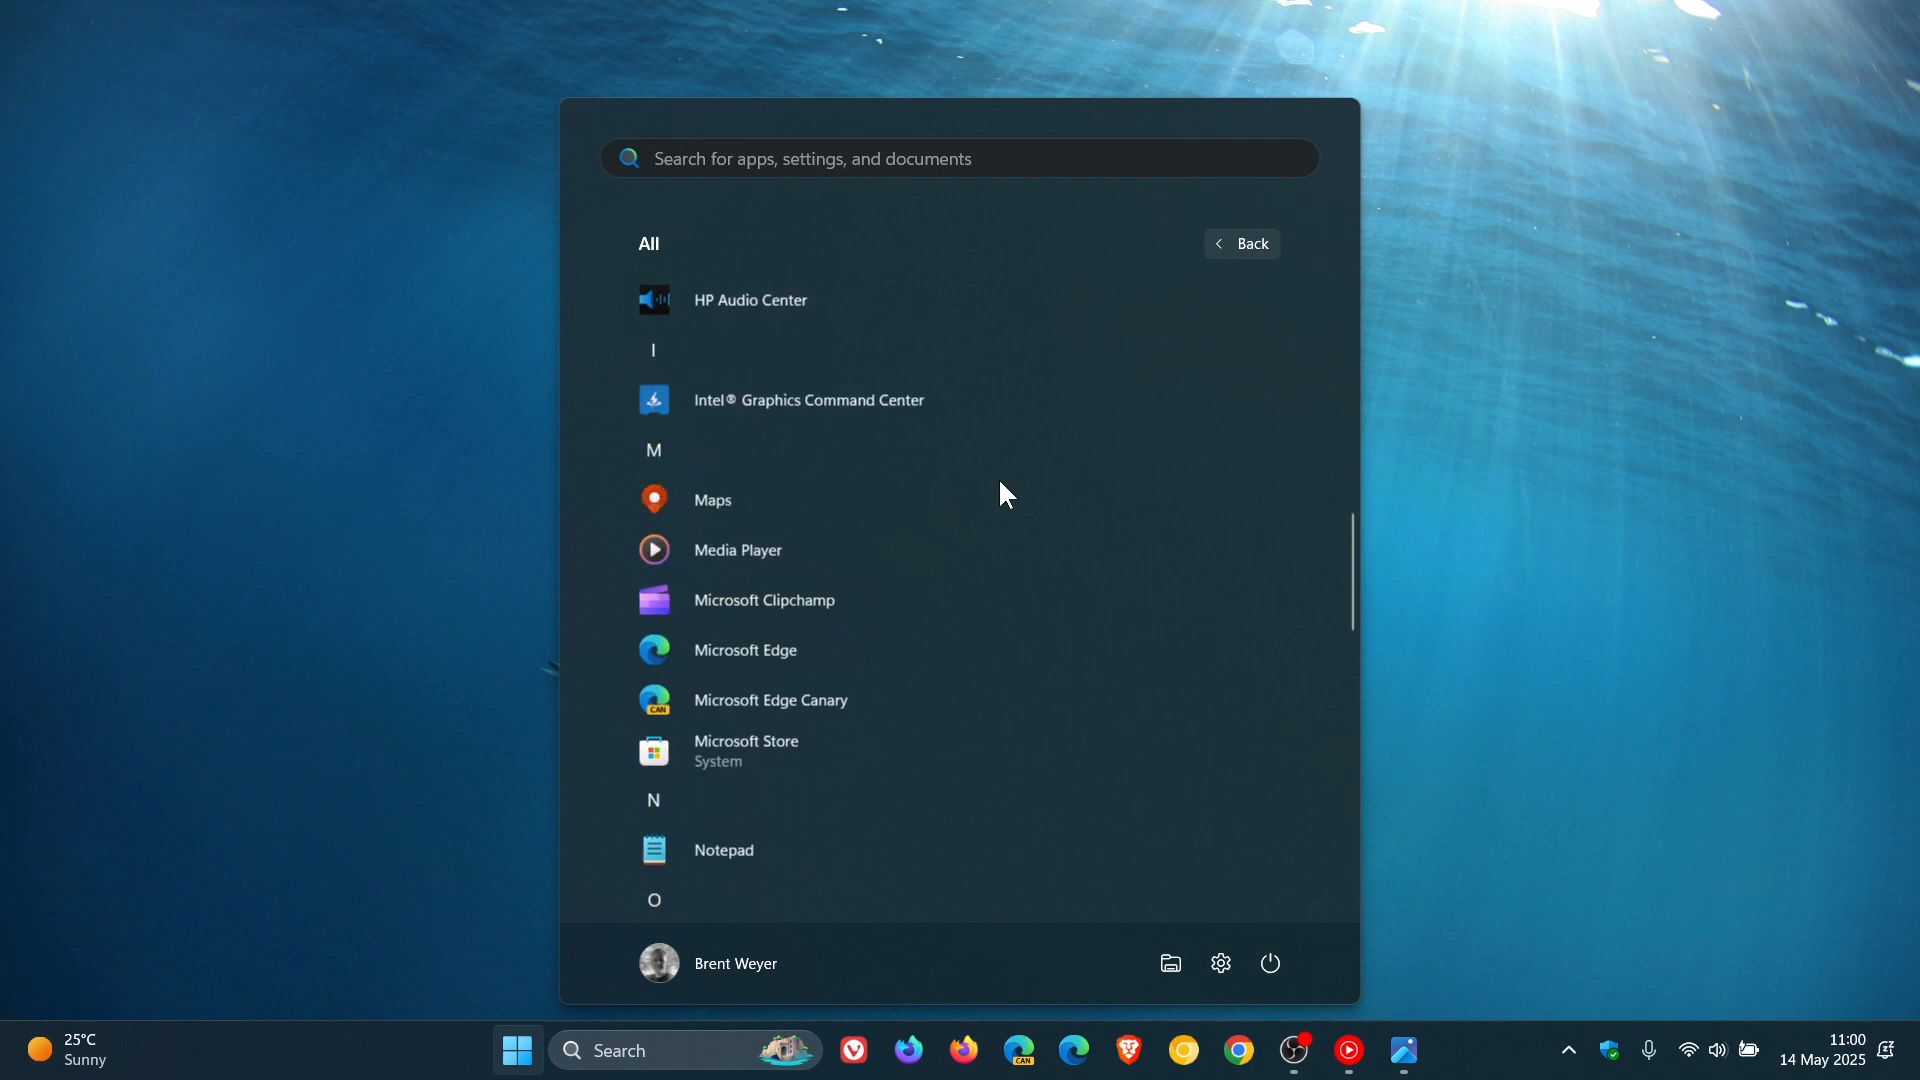 Search for apps, settings, and documents
All
Back
HP Audio Center
I
Intel® Graphics Command Center
M
Maps
Media Player
Microsoft Clipchamp
Microsoft Edge
CAN
Microsoft Edge Canary
Microsoft Store
System
N
Notepad
O
Brent Weyer
25°C
Sunny
Search
CAN
11:00
14 May 2025